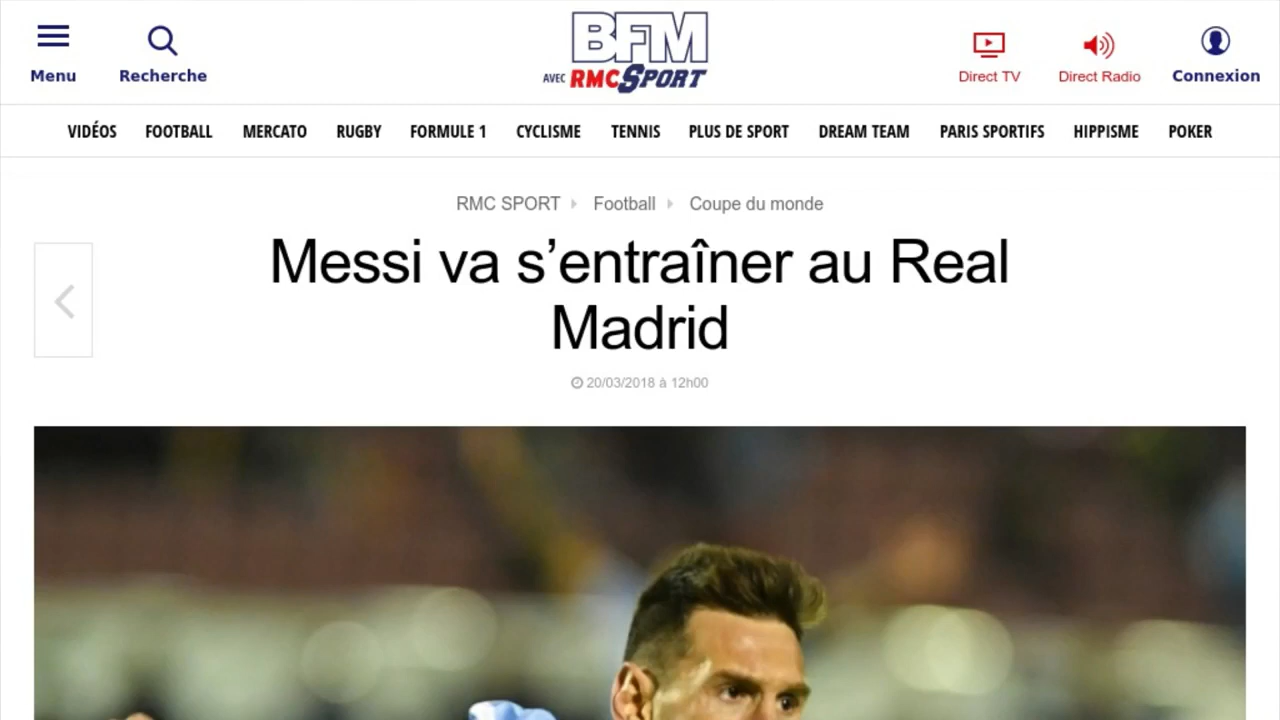 Menu
Recherche
BFM
AVEC RMC SPORT
Direct TV
Direct Radio
Connexion
VIDÉOS FOOTBALL MERCATO RUGBY FORMULE 1 CYCLISME TENNIS PLUS DE SPORT DREAM TEAM PARIS SPORTIFS HIPPISME POKER
RMC SPORT Football Coupe du monde
Messi va s’entraîner au Real
Madrid
20/03/2018 à 12h00